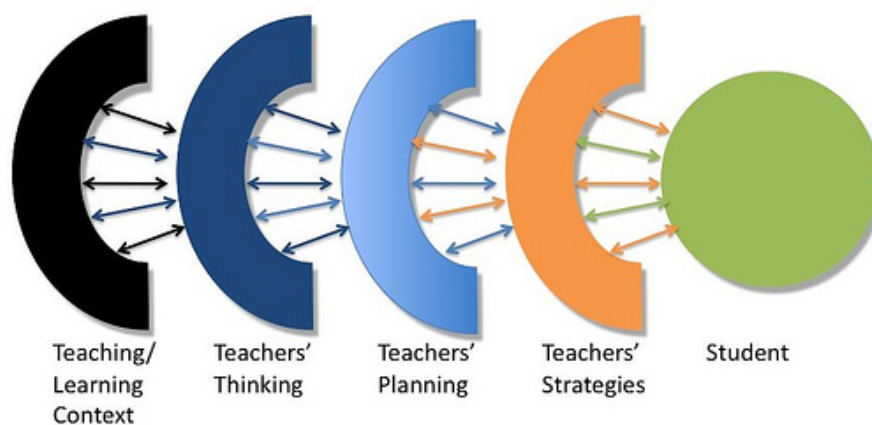 Teaching/
Learning
Context
Teachers’
Thinking
Teachers’
Planning
Teachers’
Strategies
Student